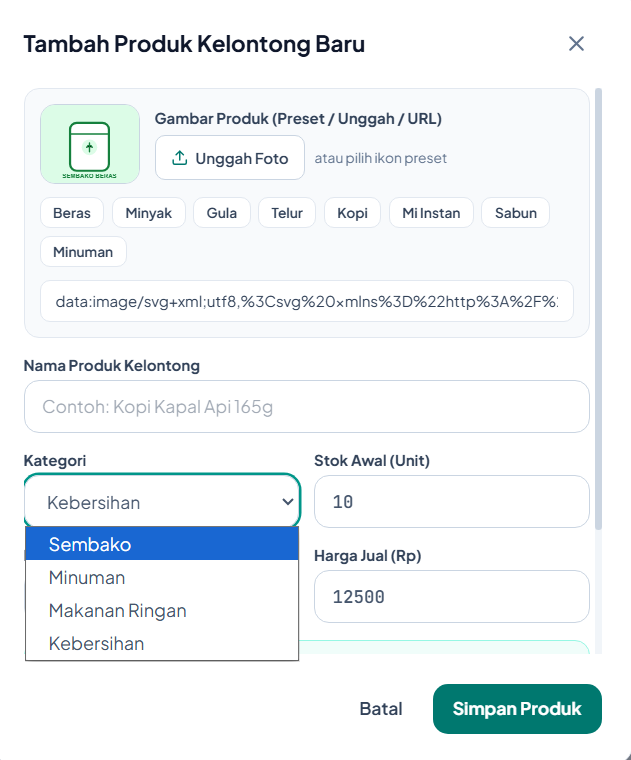 Tambah Produk Kelontong Baru
SEMBAKO BERAS
Gambar Produk (Preset / Unggah / URL)
Unggah Foto
atau pilih ikon preset
Beras Minyak Gula Telur Kopi Mi Instan Sabun
Minuman
data:image/svg+xml;utf8,%3Csvg%20xmlns%3D%22http%3A%2F%
Nama Produk Kelontong
Contoh: Kopi Kapal Api 165g
Kategori
Stok Awal (Unit)
Kebersihan
10
Sembako
Minuman
Makanan Ringan
Kebersihan
Harga Jual (Rp)
12500
Batal
Simpan Produk